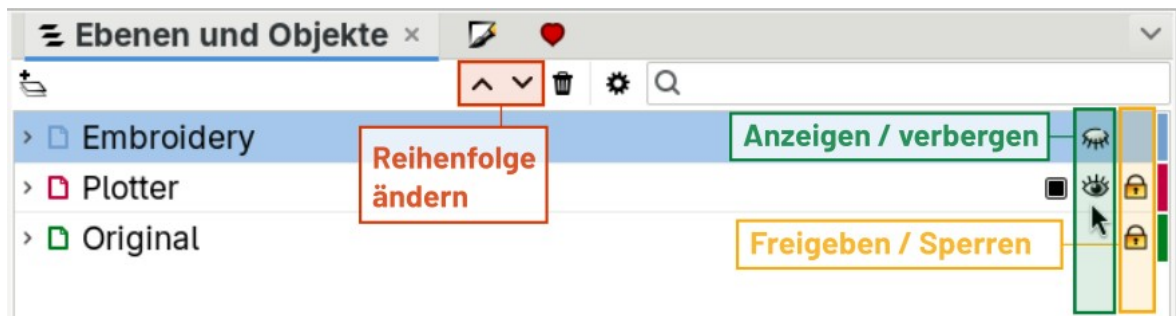 Ebenen und Objekte ×
Embroidery
Anzeigen / verbergen
Reihenfolge
ändern
Plotter
Original
Freigeben / Sperren